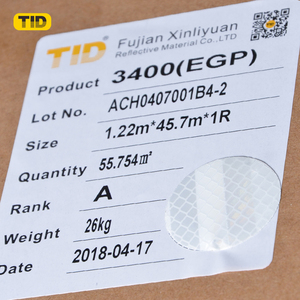 TID
TID Fujian Xinliyuan
Reflective Material Co., Ltd.
Product 3400(EGP)
Lot No. ACH0407001B4-2
Size 1.22m*45.7m*1R
Quantity 55.754㎡
Rank A
Weight 26kg
Date 2018-04-17